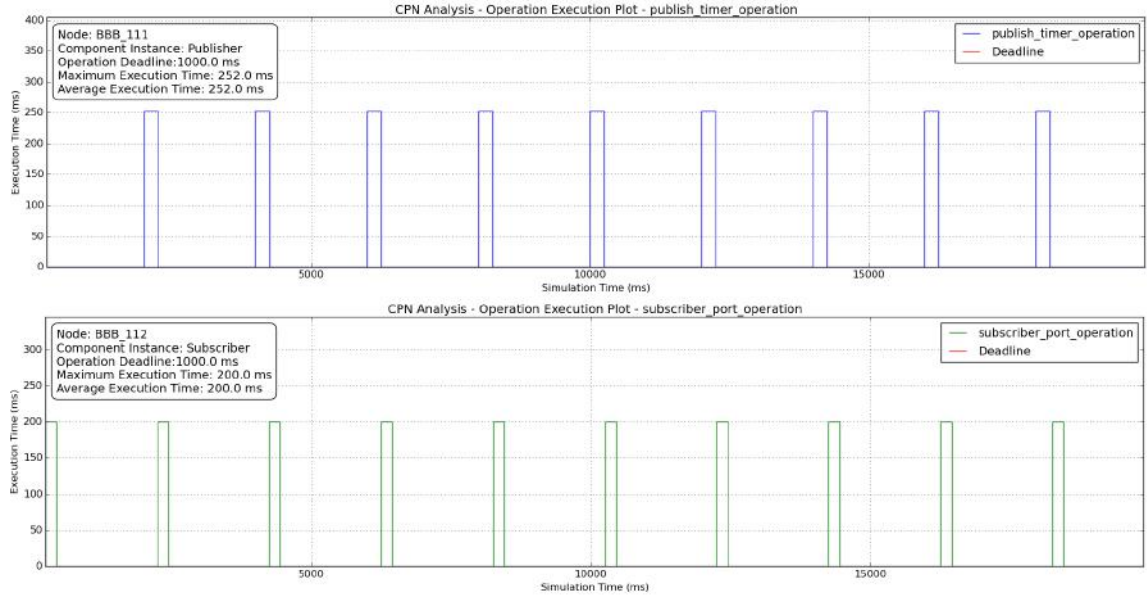 CPN Analysis - Operation Execution Plot - publish_timer_operation
400
350
300
250
200
150
100
50
0
Execution Time (ms)
Node: BBB_111
Component Instance: Publisher
Operation Deadline:1000.0 ms
Maximum Execution Time: 252.0 ms
Average Execution Time: 252.0 ms
publish_timer_operation
Deadline
5000
10000
15000
Simulation Time (ms)
CPN Analysis - Operation Execution Plot - subscriber_port_operation
300
250
200
150
100
50
0
Execution Time (ms)
Node: BBB_112
Component Instance: Subscriber
Operation Deadline:1000.0 ms
Maximum Execution Time: 200.0 ms
Average Execution Time: 200.0 ms
subscriber_port_operation
Deadline
5000
10000
15000
Simulation Time (ms)